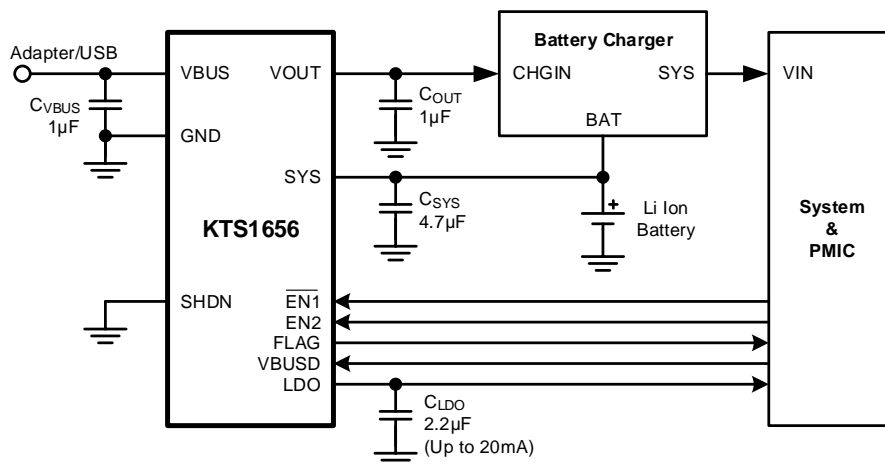 Adapter/USB
CVBUS
1µF
VBUS
GND
SHDN
KTS1656
VOUT
SYS
EN1
EN2
FLAG
VBUSD
LDO
COUT
1µF
CSYS
4.7µF
CLDO
2.2µF
(Up to 20mA)
Battery Charger
CHGIN
SYS
BAT
+
Li Ion
Battery
VIN
System
&
PMIC